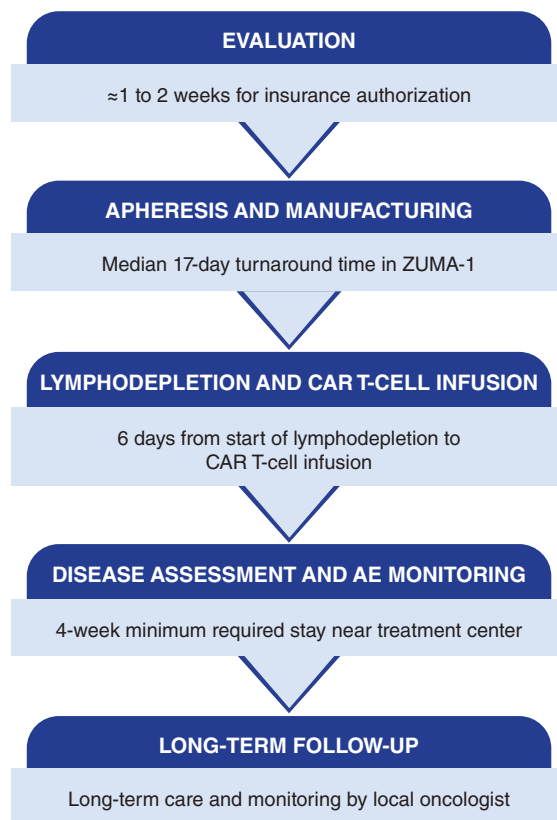 EVALUATION
≈1 to 2 weeks for insurance authorization
APHERESIS AND MANUFACTURING
Median 17-day turnaround time in ZUMA-1
LYMPHODEPLETION AND CAR T-CELL INFUSION
6 days from start of lymphodepletion to
CAR T-cell infusion
DISEASE ASSESSMENT AND AE MONITORING
4-week minimum required stay near treatment center
LONG-TERM FOLLOW-UP
Long-term care and monitoring by local oncologist